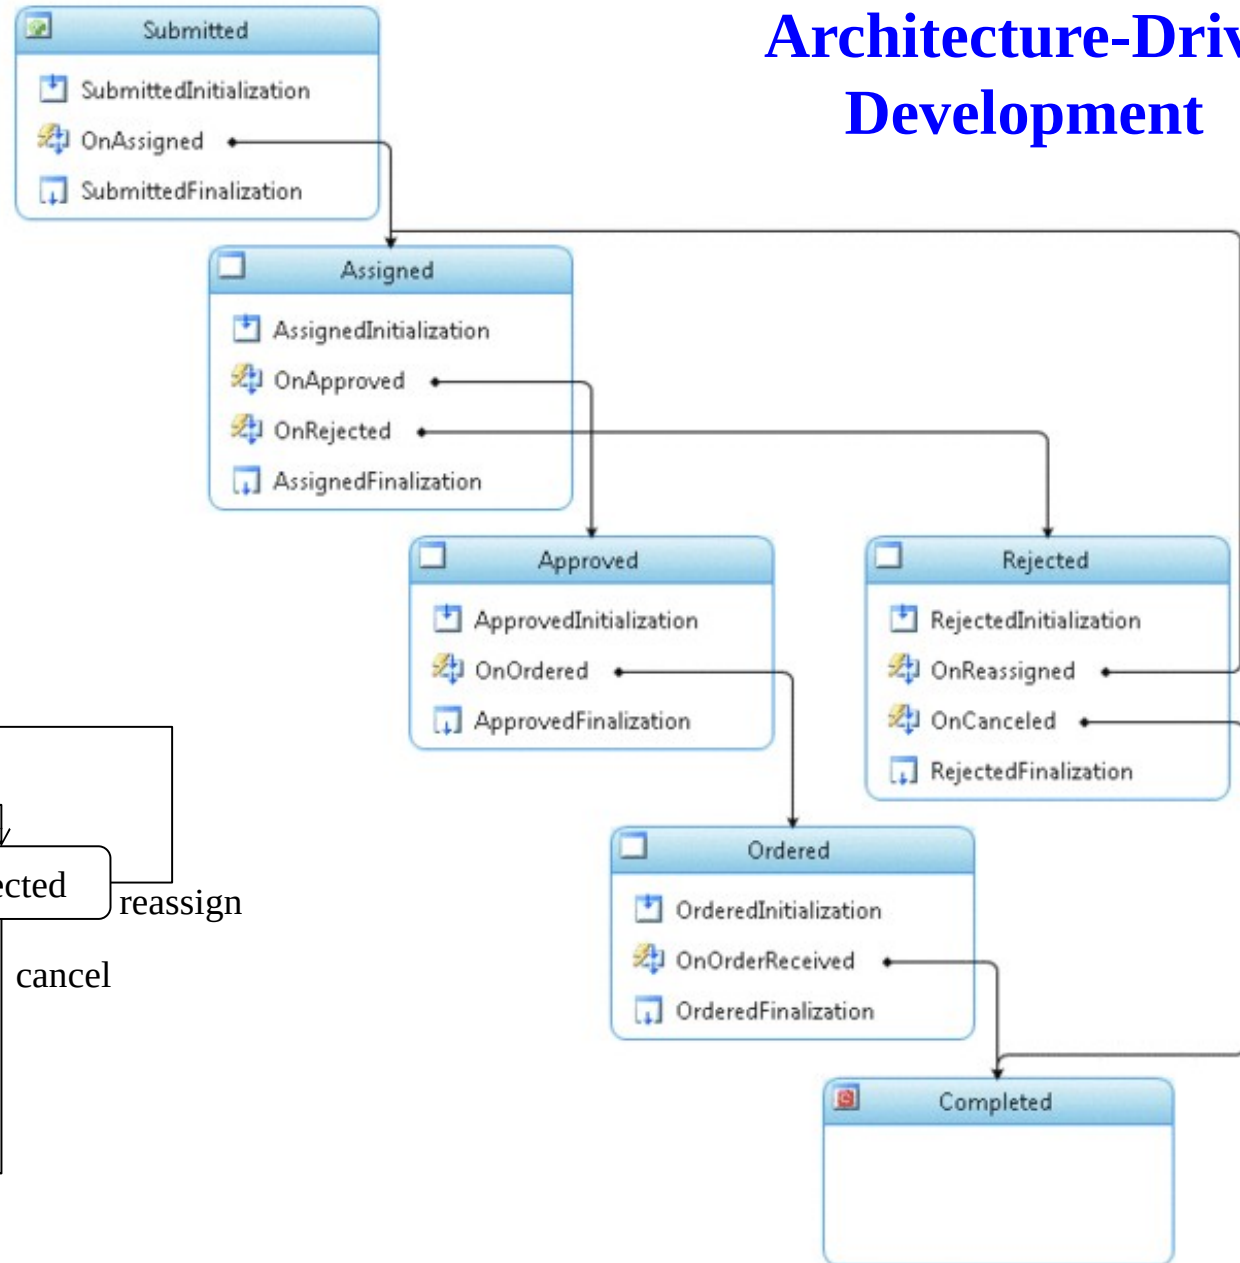 Architecture-Driv
Development
Submitted
SubmittedInitialization
OnAssigned
SubmittedFinalization
Assigned
AssignedInitialization
OnApproved
OnRejected
AssignedFinalization
Approved
ApprovedInitialization
OnOrdered
ApprovedFinalization
Rejected
RejectedInitialization
OnReassigned
OnCanceled
RejectedFinalization
ected
reassign
cancel
Ordered
OrderedInitialization
OnOrderReceived
OrderedFinalization
Completed